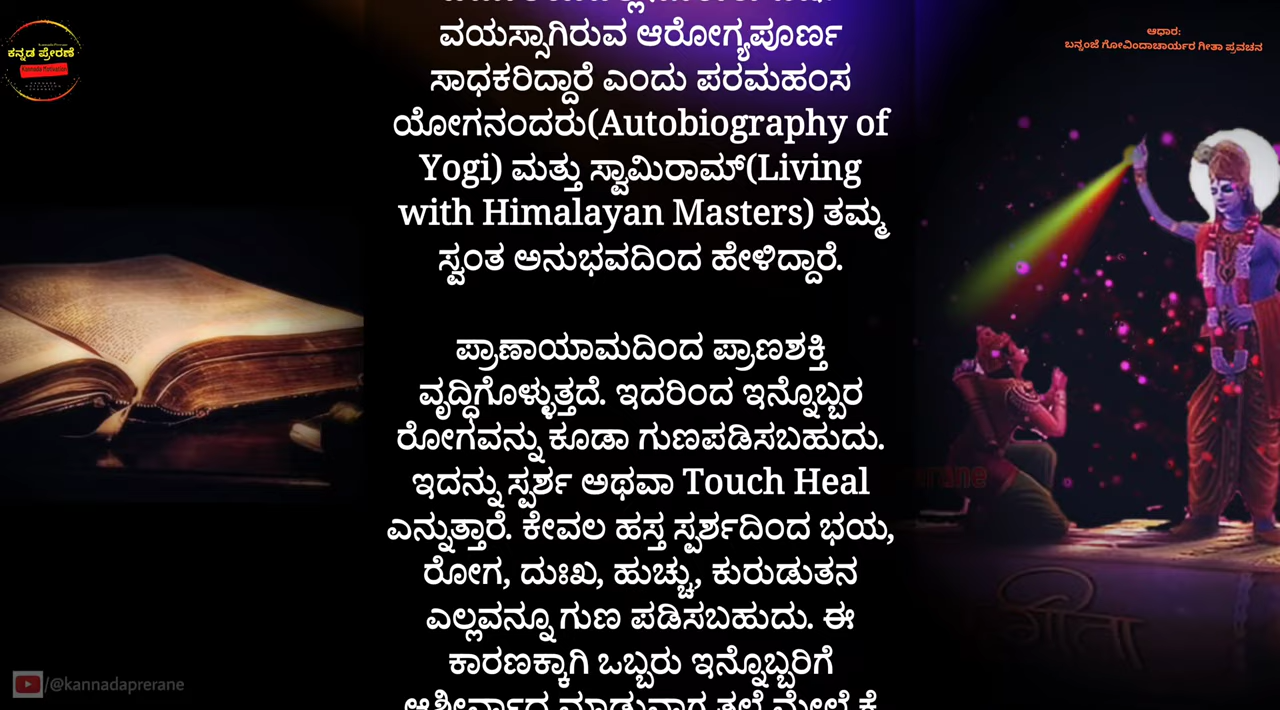 ಕನ್ನಡ ಪ್ರೇರಣೆ
ಆಧಾರ:
ಬನ್ನಂಜೆ ಗೋವಿಂದಾಚಾರ್ಯರ ಗೀತಾ ಪ್ರವಚನ
ವಯಸ್ಸಾಗಿರುವ ಆರೋಗ್ಯಪೂರ್ಣ
ಸಾಧಕರಿದ್ದಾರೆ ಎಂದು ಪರಮಹಂಸ
ಯೋಗನಂದರು(Autobiography of
Yogi) ಮತ್ತು ಸ್ವಾಮಿರಾಮ್(Living
with Himalayan Masters) ತಮ್ಮ
ಸ್ವಂತ ಅನುಭವದಿಂದ ಹೇಳಿದ್ದಾರೆ.
ಪ್ರಾಣಾಯಾಮದಿಂದ ಪ್ರಾಣಶಕ್ತಿ
ವೃದ್ಧಿಗೊಳ್ಳುತ್ತದೆ. ಇದರಿಂದ ಇನ್ನೊಬ್ಬರ
ರೋಗವನ್ನು ಕೂಡಾ ಗುಣಪಡಿಸಬಹುದು.
ಇದನ್ನು ಸ್ಪರ್ಶ ಅಥವಾ Touch Heal
ಎನ್ನುತ್ತಾರೆ. ಕೇವಲ ಹಸ್ತ ಸ್ಪರ್ಶದಿಂದ ಭಯ,
ರೋಗ, ದುಃಖ, ಹುಚ್ಚು, ಕುರುಡುತನ
ಎಲ್ಲವನ್ನೂ ಗುಣ ಪಡಿಸಬಹುದು. ಈ
ಕಾರಣಕ್ಕಾಗಿ ಒಬ್ಬರು ಇನ್ನೊಬ್ಬರಿಗೆ
ಆಶೀರ್ವಾದ ಮಾಡುವಾಗ ತಲೆ ಮೇಲೆ ಕೈ
गीता
/@kannadaprerane